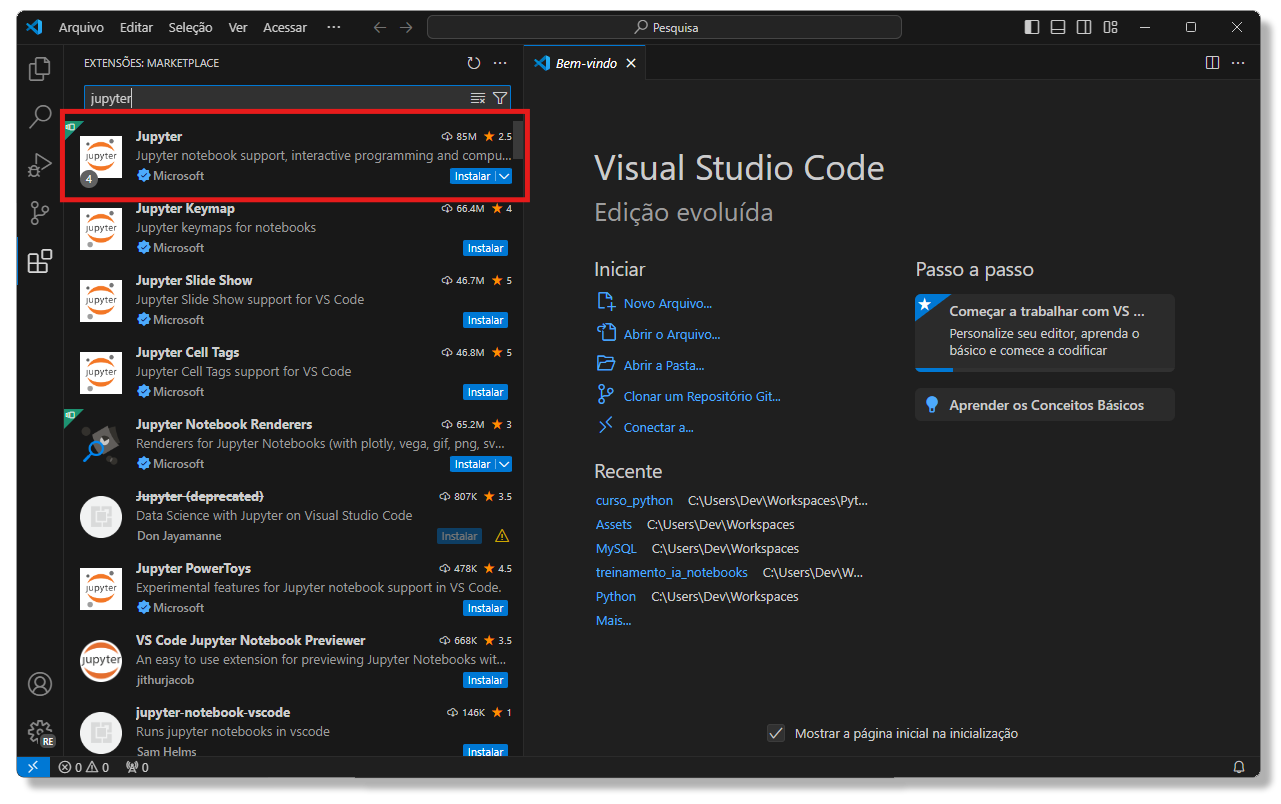 Arquivo Editar Seleção Ver Acessar ··· Pesquisa
EXTENSÕES: MARKETPLACE
jupyter
Jupyter 85M 2.5
Jupyter notebook support, interactive programming and compu...
Microsoft Instalar
4
jupyter
Jupyter Keymap 66.4M 4
Jupyter keymaps for notebooks
Microsoft Instalar
jupyter
Jupyter Slide Show 46.7M 5
Jupyter Slide Show support for VS Code
Microsoft Instalar
jupyter
Jupyter Cell Tags 46.8M 5
Jupyter Cell Tags support for VS Code
Microsoft Instalar
jupyter
Jupyter Notebook Renderers 65.2M 3
Renderers for Jupyter Notebooks (with plotly, vega, gif, png, sv...
Microsoft Instalar
Jupyter (deprecated) 807K 3.5
Data Science with Jupyter on Visual Studio Code
Don Jayamanne Instalar
Jupyter PowerToys 478K 4.5
Experimental features for Jupyter notebook support in VS Code.
Microsoft Instalar
jupyter
VS Code Jupyter Notebook Previewer 668K 3.5
An easy to use extension for previewing Jupyter Notebooks wit...
jithurjacob Instalar
jupyter
jupyter-notebook-vscode 146K 1
Runs jupyter notebooks in vscode
Sam Helms Instalar
RE
Bem-vindo
Visual Studio Code
Edição evoluída
Iniciar
Novo Arquivo...
Abrir o Arquivo...
Abrir a Pasta...
Clonar um Repositório Git...
Conectar a...
Recente
curso_python C:\Users\Dev\Workspaces\Pyt...
Assets C:\Users\Dev\Workspaces
MySQL C:\Users\Dev\Workspaces
treinamento_ia_notebooks C:\Users\Dev\W...
Python C:\Users\Dev\Workspaces
Mais...
Passo a passo
Começar a trabalhar com VS ...
Personalize seu editor, aprenda o
básico e comece a codificar
Aprender os Conceitos Básicos
Mostrar a página inicial na inicialização
0 0 0